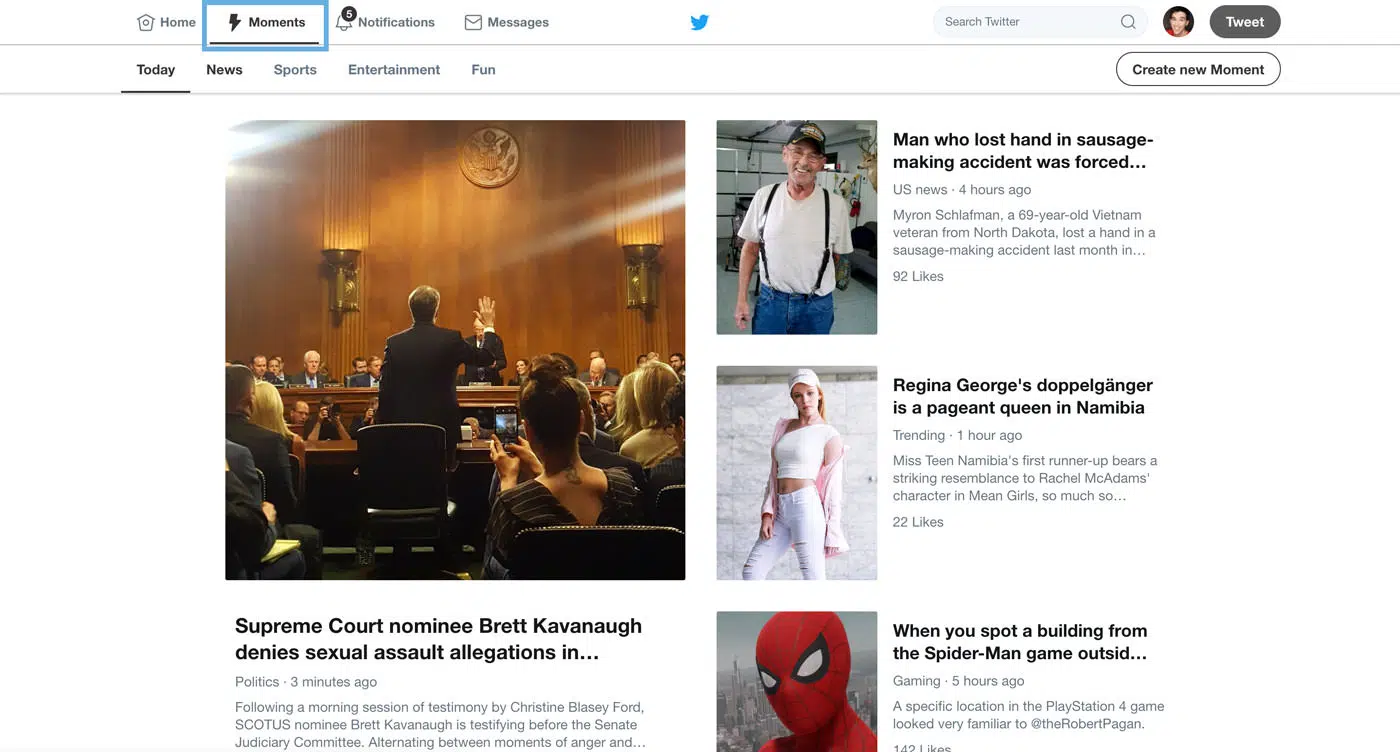 Home
Moments
5
Notifications
Messages
Search Twitter
Tweet
Today
News
Sports
Entertainment
Fun
Create new Moment
Supreme Court nominee Brett Kavanaugh
denies sexual assault allegations in…
Politics · 3 minutes ago
Following a morning session of testimony by Christine Blasey Ford,
SCOTUS nominee Brett Kavanaugh is testifying before the Senate
Judiciary Committee. Alternating between moments of anger and…
Man who lost hand in sausage-
making accident was forced…
US news · 4 hours ago
Myron Schlafman, a 69-year-old Vietnam
veteran from North Dakota, lost a hand in a
sausage-making accident last month in…
92 Likes
Regina George's doppelgänger
is a pageant queen in Namibia
Trending · 1 hour ago
Miss Teen Namibia's first runner-up bears a
striking resemblance to Rachel McAdams'
character in Mean Girls, so much so…
22 Likes
When you spot a building from
the Spider-Man game outsid…
Gaming · 5 hours ago
A specific location in the PlayStation 4 game
looked very familiar to @theRobertPagan.
142 Likes